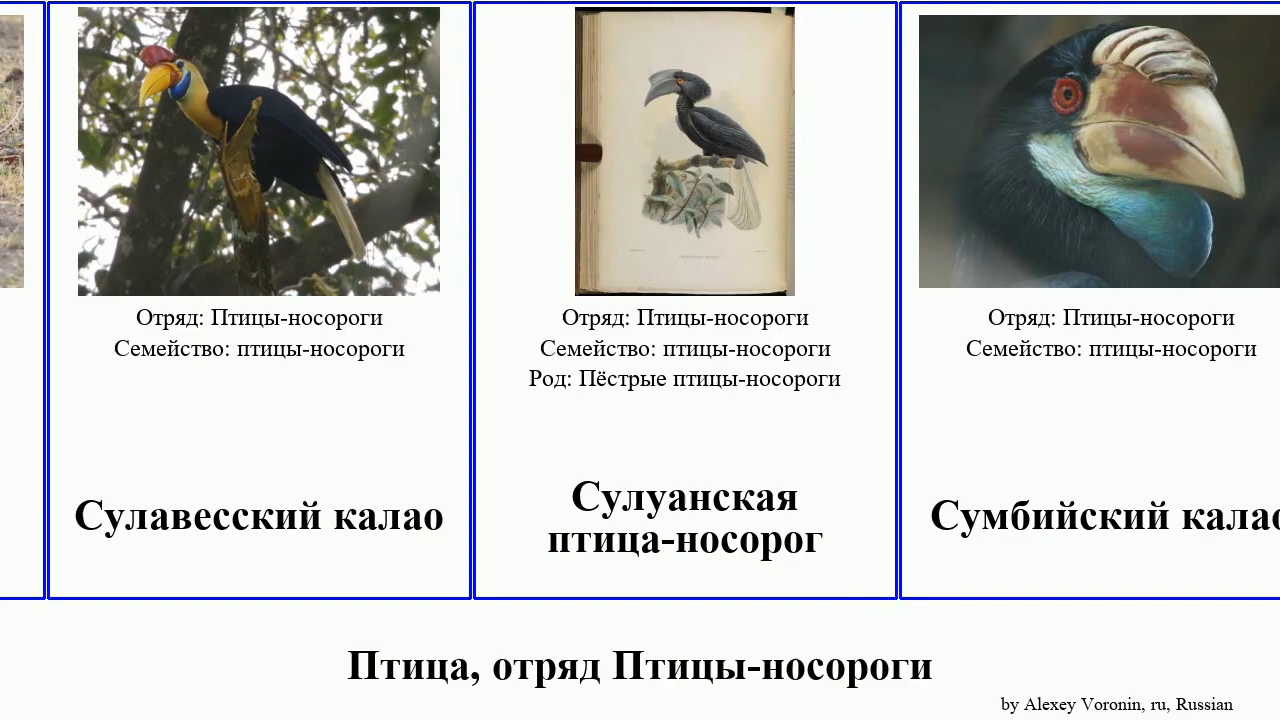 Отряд: Птицы-носороги
Семейство: птицы-носороги
Сулавесский калао
Отряд: Птицы-носороги
Семейство: птицы-носороги
Род: Пёстрые птицы-носороги
Сулуанская
птица-носорог
Отряд: Птицы-носороги
Семейство: птицы-носороги
Сумбийский калао
Птица, отряд Птицы-носороги
by Alexey Voronin, ru, Russian